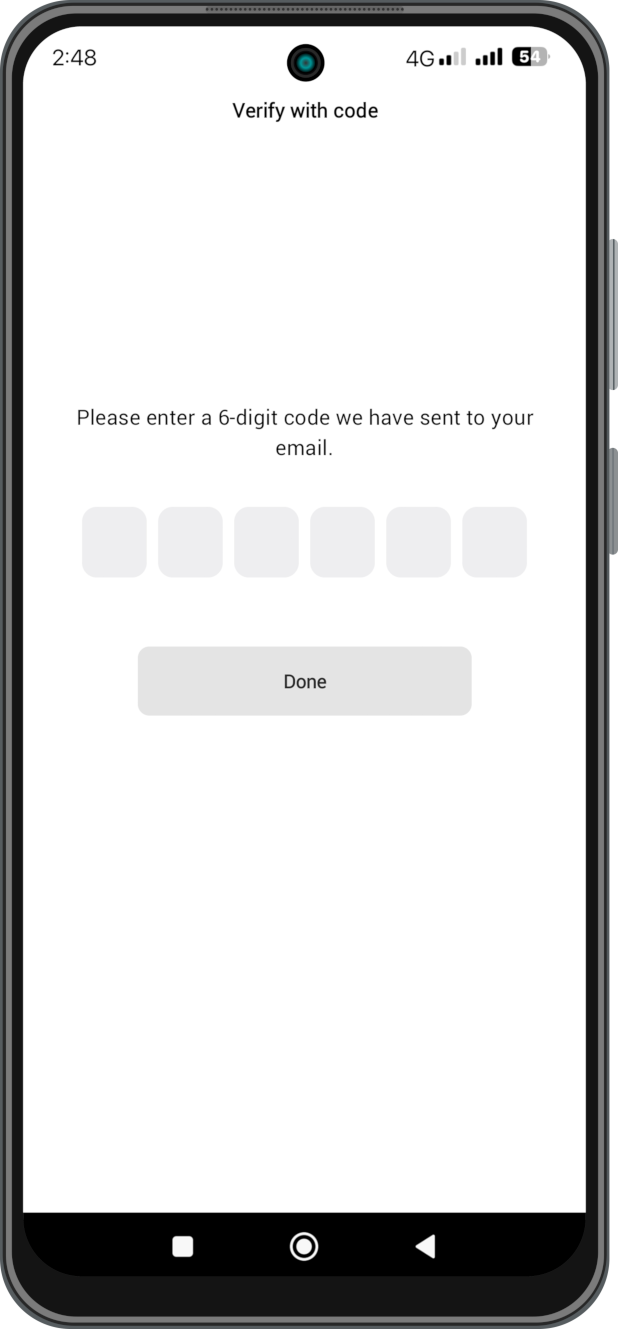 2:48
4G
54
Verify with code
Please enter a 6-digit code we have sent to your
email.
Done